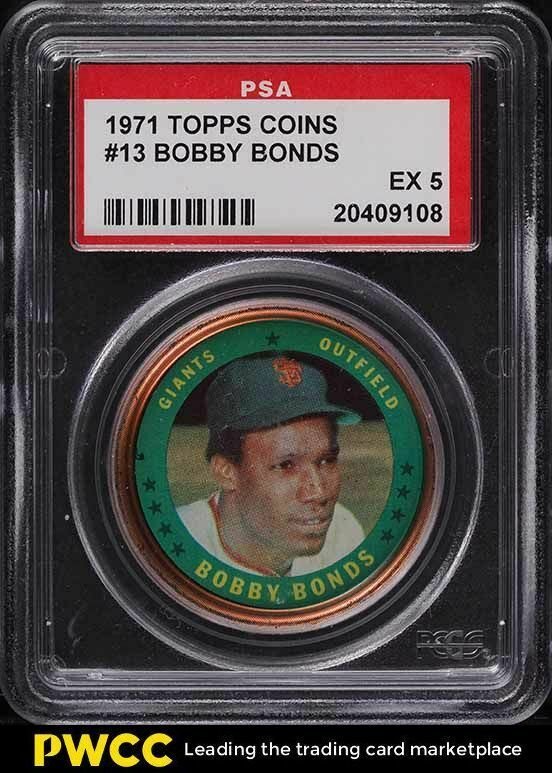 PSA
1971 TOPPS COINS
#13 BOBBY BONDS
EX 5
20409108
GIANTS
OUTFIELD
SF
BOBBY BONDS
PWCC Leading the trading card marketplace